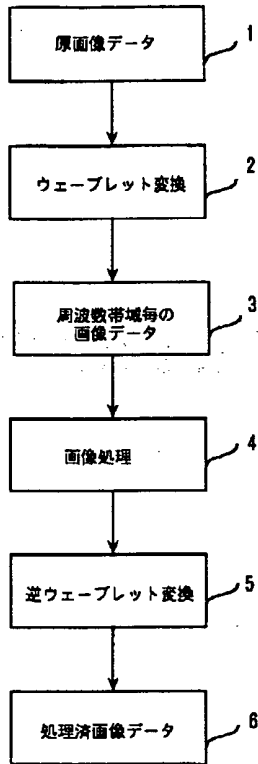 原画像データ
1
ウェーブレット変換
2
周波数帯域毎の
画像データ
3
画像処理
4
逆ウェーブレット変換
5
処理済画像データ
6